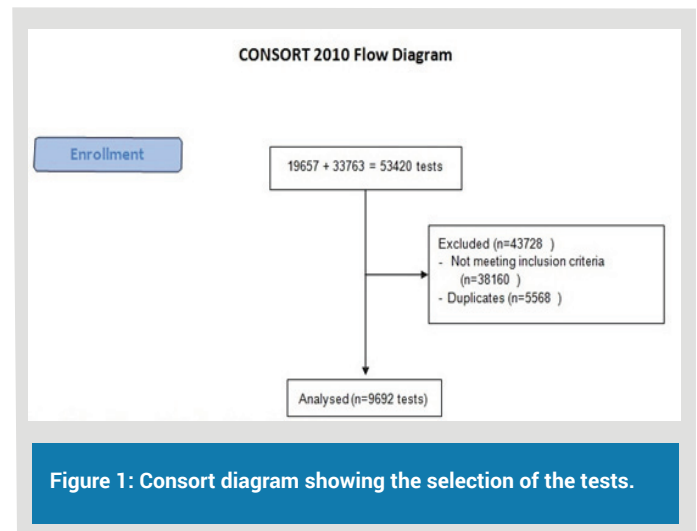 CONSORT 2010 Flow Diagram
Enrollment
19657 + 33763 = 53420 tests
Excluded (n=43728 )
- Not meeting inclusion criteria
(n=38160 )
- Duplicates (n=5568 )
Analysed (n=9692 tests)
Figure 1: Consort diagram showing the selection of the tests.